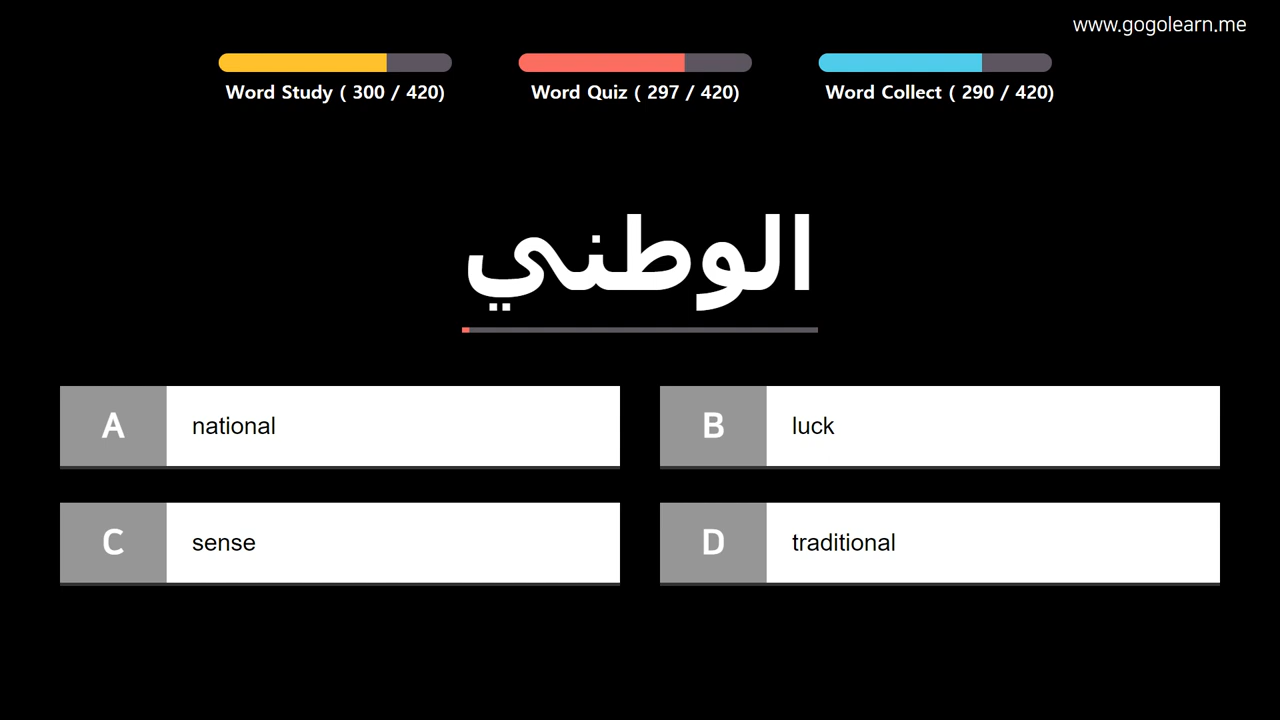 www.gogolearn.me
Word Study ( 300 / 420)
Word Quiz ( 297 / 420)
Word Collect ( 290 / 420)
الوطني
A national
B luck
C sense
D traditional